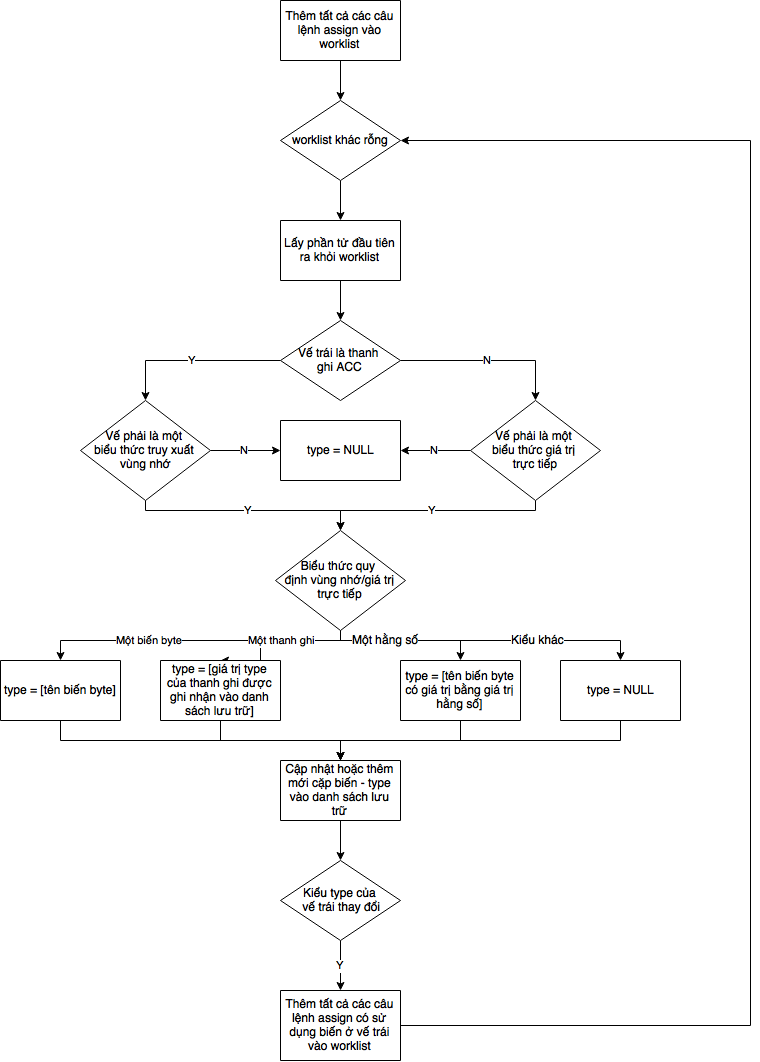 Thêm tất cả các câu
lệnh assign vào
worklist
worklist khác rỗng
Lấy phần tử đầu tiên
ra khỏi worklist
Vế trái là thanh
ghi ACC
Y
N
Vế phải là một
biểu thức truy xuất
vùng nhớ
N
type = NULL
N
Vế phải là một
biểu thức giá trị
trực tiếp
Y
Y
Biểu thức quy
định vùng nhớ/giá trị
trực tiếp
Một biến byte
Một thanh ghi
Một hằng số
Kiểu khác
type = [tên biến byte]
type = [giá trị type
của thanh ghi được
ghi nhận vào danh
sách lưu trữ]
type = [tên biến byte
có giá trị bằng giá trị
hằng số]
type = NULL
Cập nhật hoặc thêm
mới cặp biến - type
vào danh sách lưu
trữ
Kiểu type của
vế trái thay đổi
Y
Thêm tất cả các câu
lệnh assign có sử
dụng biến ở vế trái
vào worklist